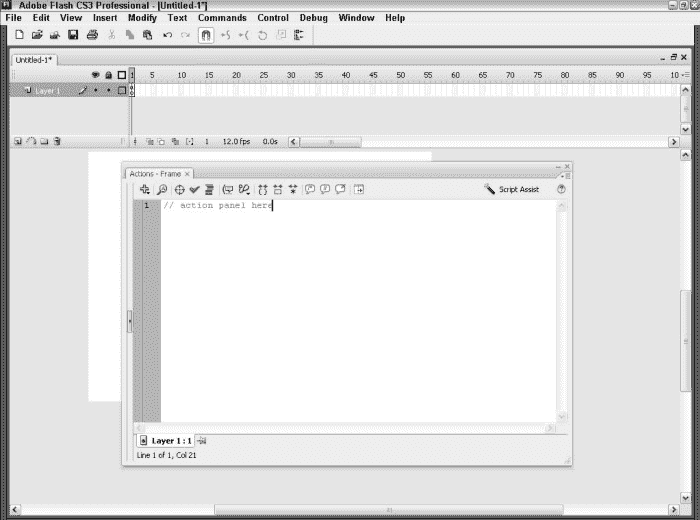 Adobe Flash CS3 Professional - [Untitled-1*]
File Edit View Insert Modify Text Commands Control Debug Window Help
Untitled-1*
1 5 10 15 20 25 30 35 40 45 50 55 60 65 70 75 80 85 90 95 10
Layer 1
1 12.0 fps 0.0s
Actions - Frame ×
Script Assist
1 // action panel here
Layer 1 : 1
Line 1 of 1, Col 21